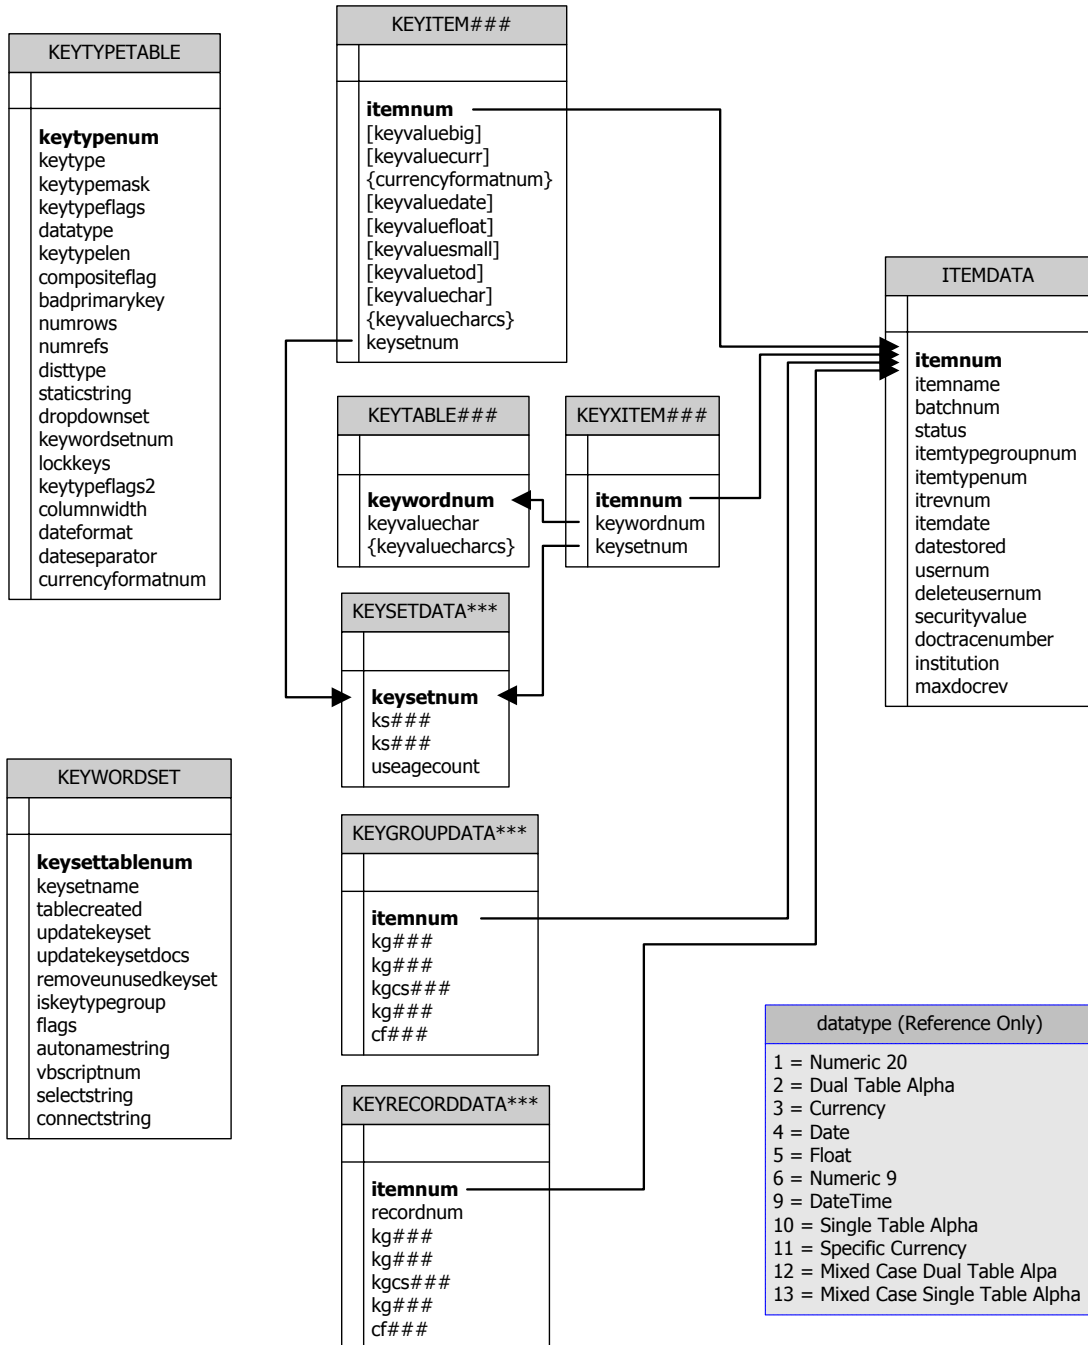 KEYTYPETABLE
keytypenum
keytype
keytypemask
keytypeflags
datatype
keytypelen
compositeflag
badprimarykey
numrows
numrefs
disttype
staticstring
dropdownset
keywordsetnum
lockkeys
keytypeflags2
columnwidth
dateformat
dateseparator
currencyformatnum
KEYITEM###
itemnum
[keyvaluebig]
[keyvaluecurr]
{currencyformatnum}
[keyvaluedate]
[keyvaluefloat]
[keyvaluesmall]
[keyvaluetod]
[keyvaluechar]
{keyvaluecharcs}
keysetnum
KEYTABLE###
keywordnum
keyvaluechar
{keyvaluecharcs}
KEYXITEM###
itemnum
keywordnum
keysetnum
ITEMDATA
itemnum
itemname
batchnum
status
itemtypegroupnum
itemtypenum
itrevnum
itemdate
datestored
usernum
deleteusernum
securityvalue
doctracenumber
institution
maxdocrev
KEYSETDATA***
keysetnum
ks###
ks###
useagecount
KEYWORDSET
keysettablenum
keysetname
tablecreated
updatekeyset
updatekeysetdocs
removeunusedkeyset
iskeytypegroup
flags
autonamestring
vbscriptnum
selectstring
connectstring
KEYGROUPDATA***
itemnum
kg###
kg###
kgcs###
kg###
cf###
KEYRECORDDATA***
itemnum
recordnum
kg###
kg###
kgcs###
kg###
cf###
datatype (Reference Only)
1 = Numeric 20
2 = Dual Table Alpha
3 = Currency
4 = Date
5 = Float
6 = Numeric 9
9 = DateTime
10 = Single Table Alpha
11 = Specific Currency
12 = Mixed Case Dual Table Alpa
13 = Mixed Case Single Table Alpha